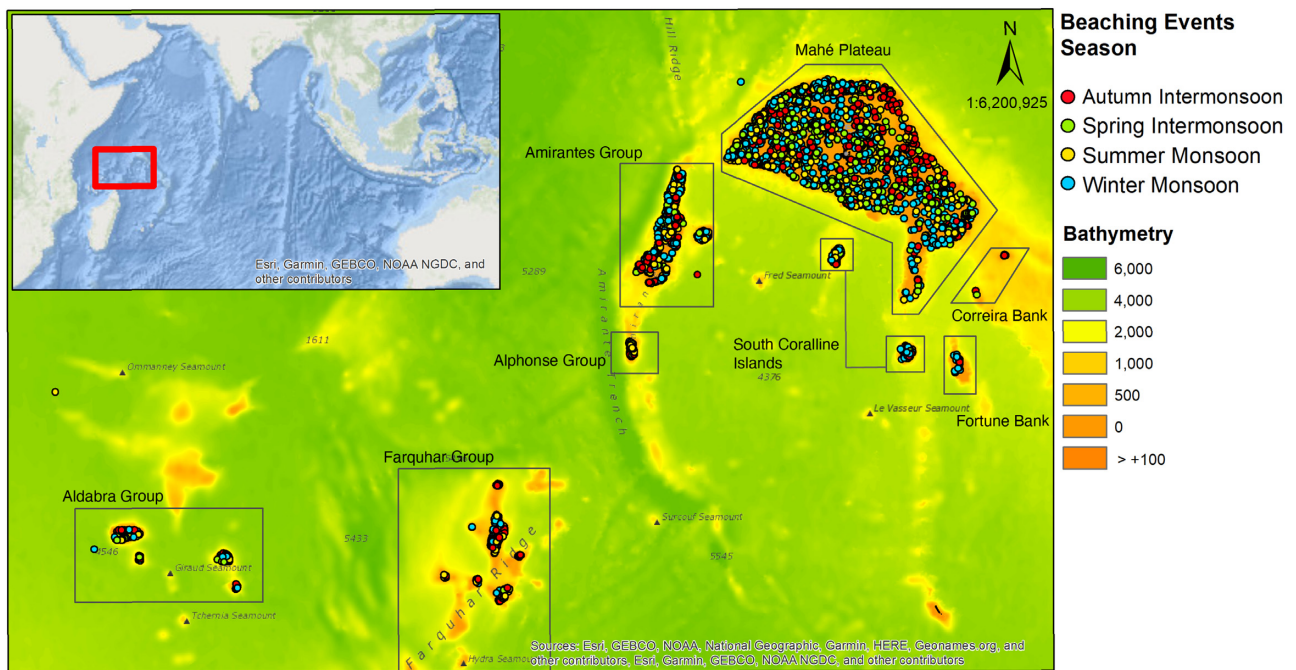 Esri, Garmin, GEBCO, NOAA NGDC, and
other contributors
Hill Ridge
Mahé Plateau
N
1:6,200,925
Amirantes Group
5289
Amirante Trench
Fred Seamount
Correira Bank
1611
Alphonse Group
South Coralline
Islands
4376
Ommanney Seamount
Le Vasseur Seamount
Fortune Bank
Farquhar Group
Aldabra Group
4546
Giraud Seamount
Tchernia Seamount
5433
Surcouf Seamount
5545
Farquhar Ridge
Hydra Seamou
Sources: Esri, GEBCO, NOAA, National Geographic, Garmin, HERE, Geonames.org, and
other contributors, Esri, Garmin, GEBCO, NOAA NGDC, and other contributors
Beaching Events
Season
Autumn Intermonsoon
Spring Intermonsoon
Summer Monsoon
Winter Monsoon
Bathymetry
6,000
4,000
2,000
1,000
500
0
> +100